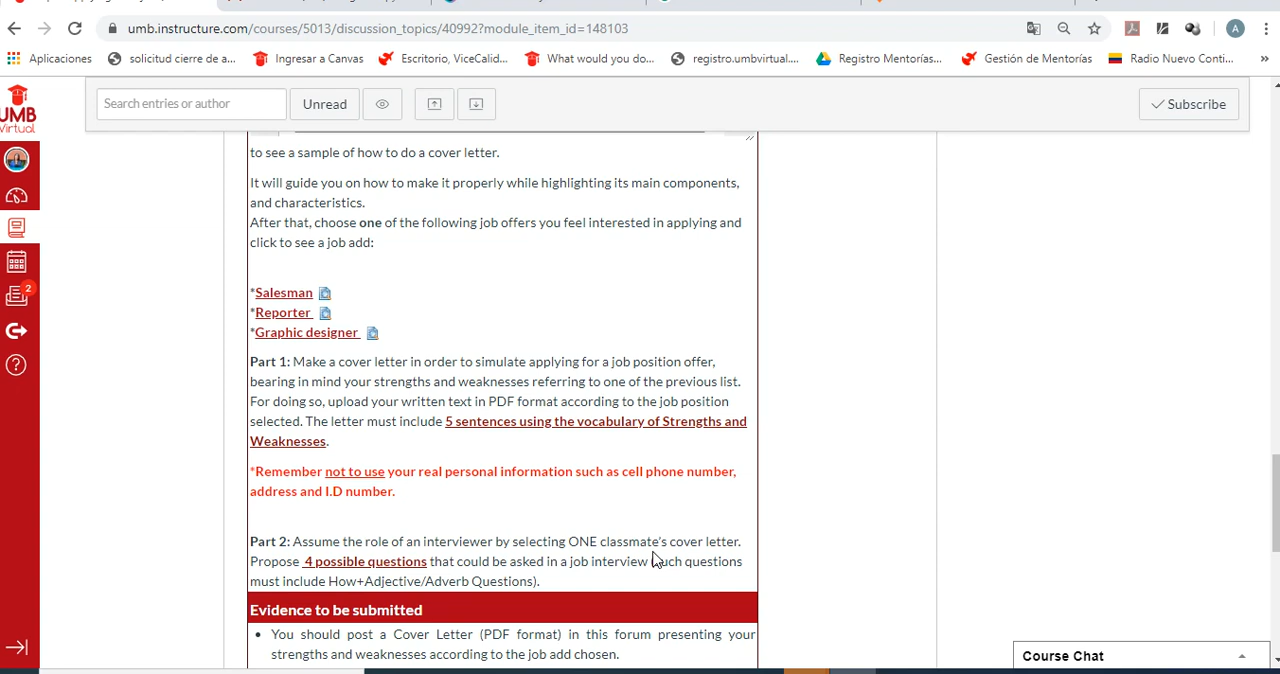 umb.instructure.com/courses/5013/discussion_topics/40992?module_item_id=148103
A
Aplicaciones solicitud cierre de a... Ingresar a Canvas Escritorio, ViceCalid... What would you do... registro.umbvirtual.... Registro Mentorías... Gestión de Mentorías Radio Nuevo Conti... »
UMB
Virtual
Search entries or author Unread Subscribe
to see a sample of how to do a cover letter.
It will guide you on how to make it properly while highlighting its main components,
and characteristics.
After that, choose one of the following job offers you feel interested in applying and
click to see a job add:
*Salesman
*Reporter
*Graphic designer
2
Part 1: Make a cover letter in order to simulate applying for a job position offer,
bearing in mind your strengths and weaknesses referring to one of the previous list.
For doing so, upload your written text in PDF format according to the job position
selected. The letter must include 5 sentences using the vocabulary of Strengths and
Weaknesses.
*Remember not to use your real personal information such as cell phone number,
address and I.D number.
Part 2: Assume the role of an interviewer by selecting ONE classmate's cover letter.
Propose 4 possible questions that could be asked in a job interview uch questions
must include How+Adjective/Adverb Questions).
Evidence to be submitted
• You should post a Cover Letter (PDF format) in this forum presenting your
strengths and weaknesses according to the job add chosen.
Course Chat